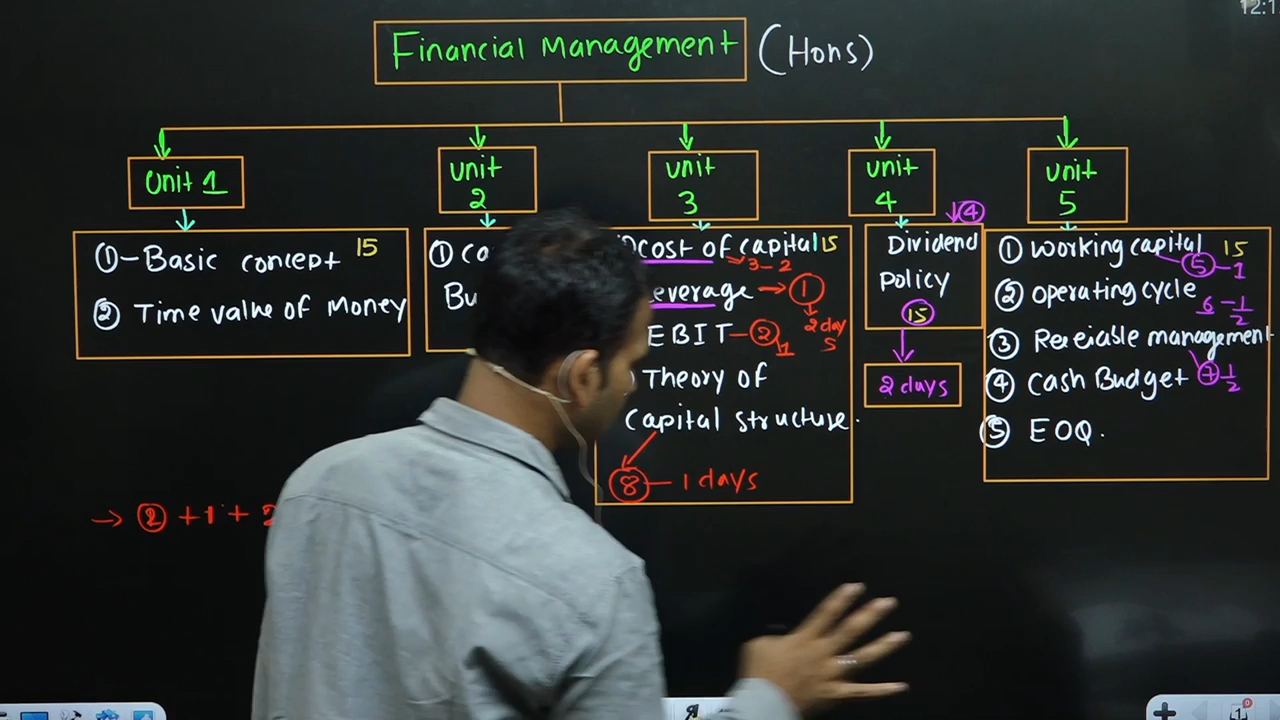 12:1
Financial Management (Hons)
Unit 1
unit 2
unit 3
unit 4
unit 5
①-Basic concept 15
② Time value of Money
① Co
Bu
cost of capital 15
3-2
everage → ①
2 day
s
EBIT - ② 1
Theory of
Capital structure.
⑧ - 1 days
④
Dividend
Policy
15
2 days
① Working capital 15
⑤-1
② Operating cycle
6 - 1/2
③ Receiable management
④ Cash Budget
1/2
⑤ EOQ.
→ ② +1 + 2